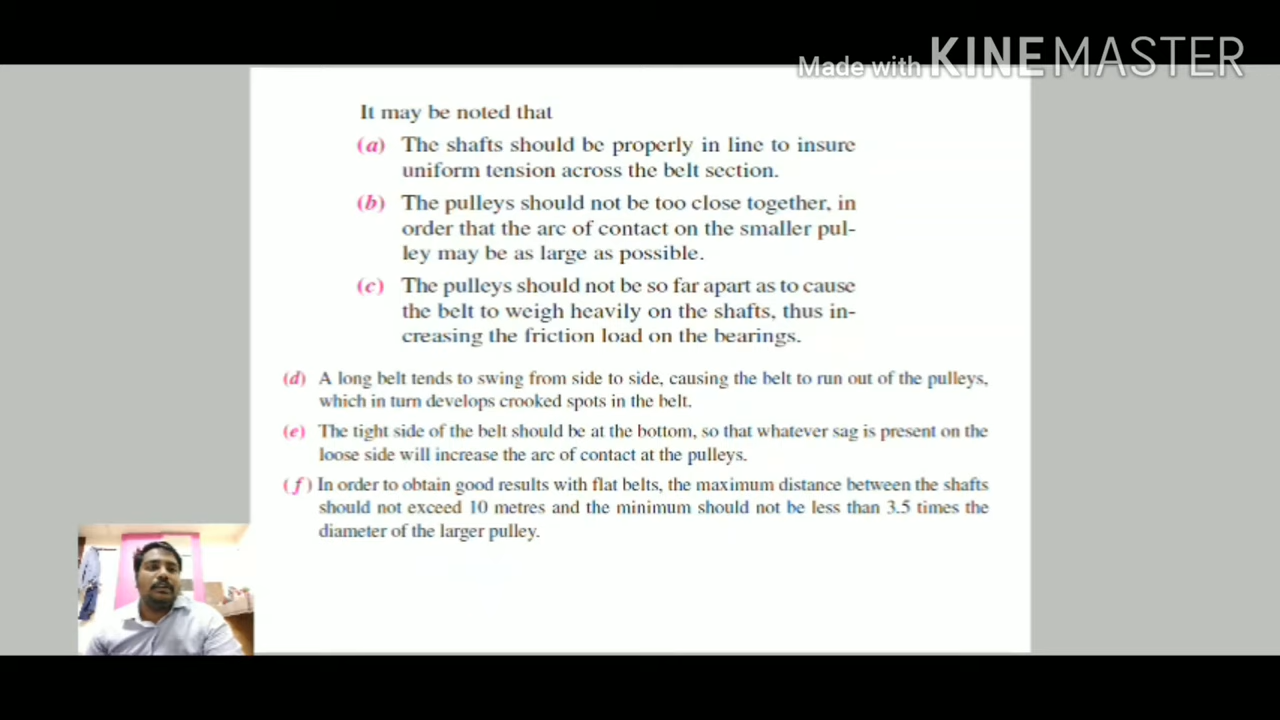 Made with KINEMASTER
It may be noted that
(a) The shafts should be properly in line to insure
uniform tension across the belt section.
(b) The pulleys should not be too close together, in
order that the arc of contact on the smaller pul-
ley may be as large as possible.
(c) The pulleys should not be so far apart as to cause
the belt to weigh heavily on the shafts, thus in-
creasing the friction load on the bearings.
(d) A long belt tends to swing from side to side, causing the belt to run out of the pulleys,
which in turn develops crooked spots in the belt.
(e) The tight side of the belt should be at the bottom, so that whatever sag is present on the
loose side will increase the arc of contact at the pulleys.
(f) In order to obtain good results with flat belts, the maximum distance between the shafts
should not exceed 10 metres and the minimum should not be less than 3.5 times the
diameter of the larger pulley.